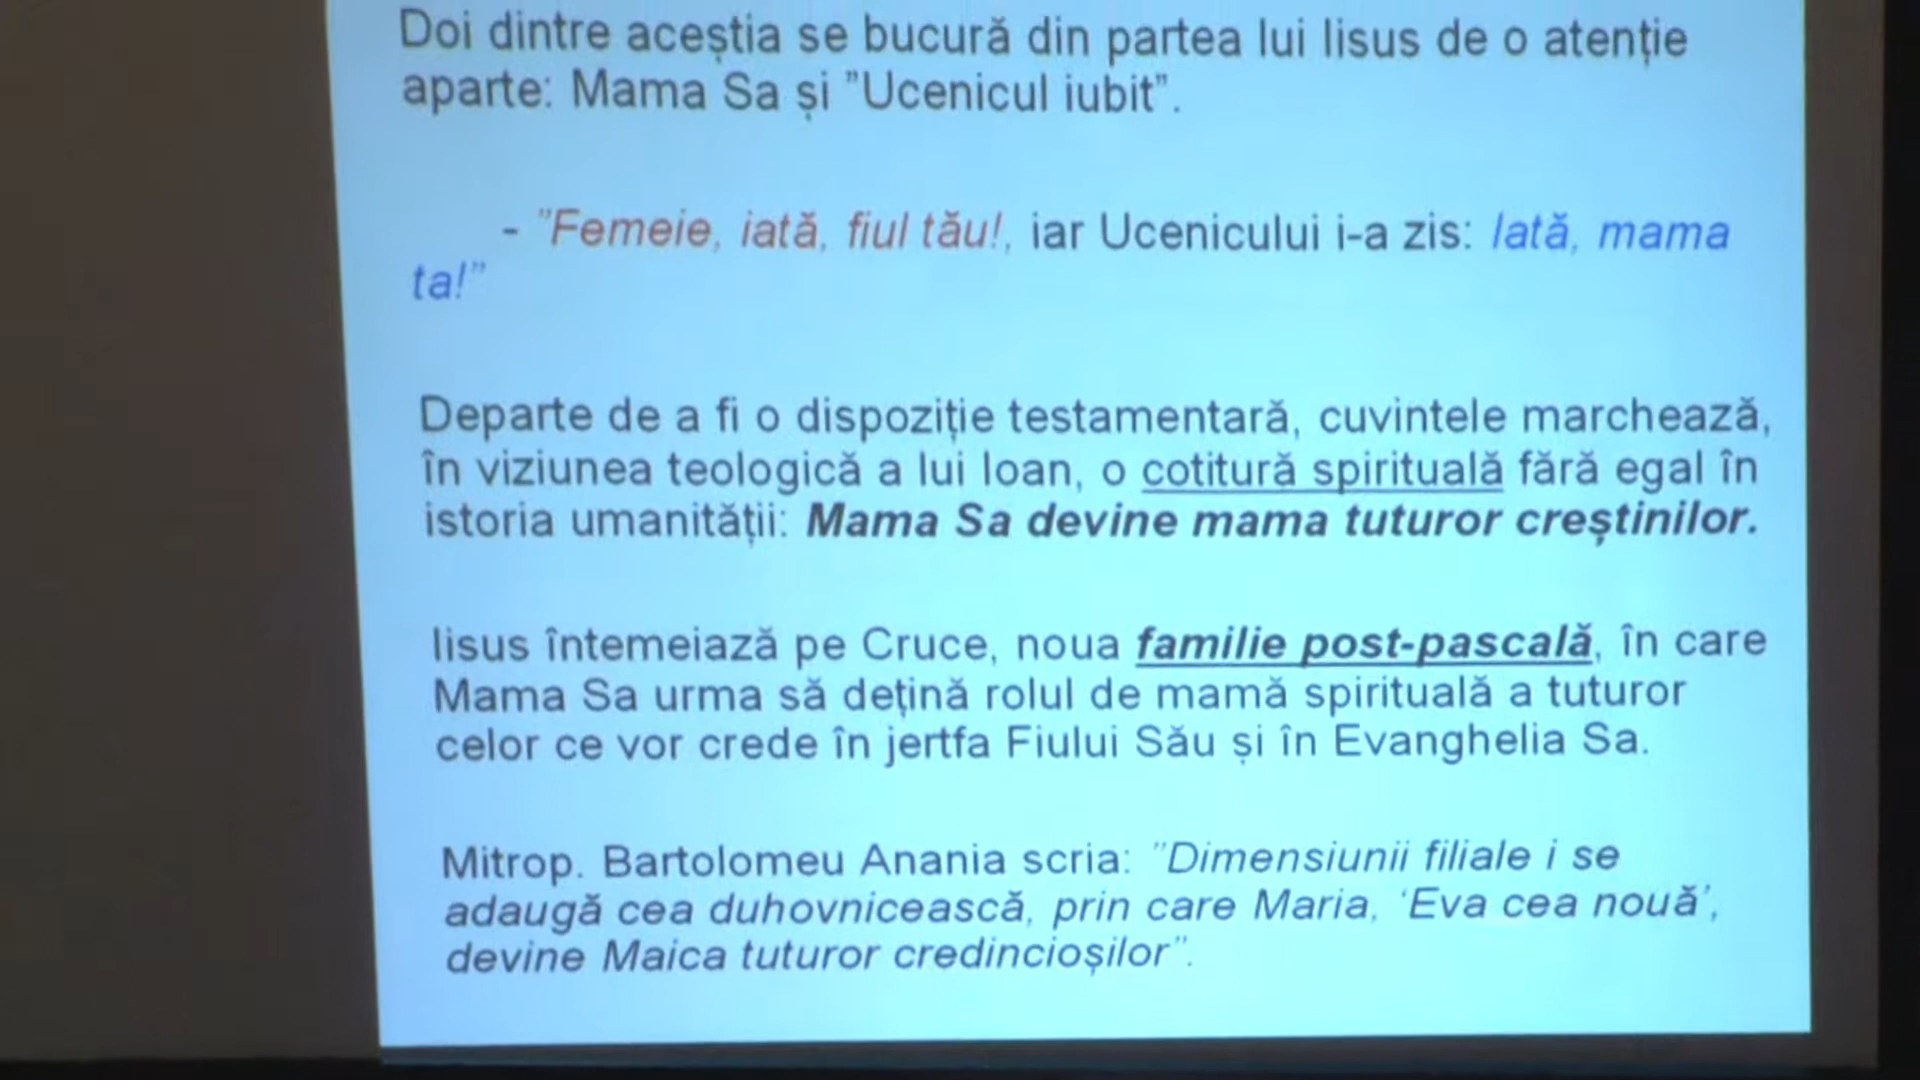 Doi dintre aceștia se bucură din partea lui Iisus de o atenție
aparte: Mama Sa și "Ucenicul iubit".
- "Femeie, iată, fiul tău!, iar Ucenicului i-a zis: Iată, mama
ta!"
Departe de a fi o dispoziție testamentară, cuvintele marchează,
în viziunea teologică a lui Ioan, o cotitură spirituală fără egal în
istoria umanității: Mama Sa devine mama tuturor creștinilor.
Iisus întemeiază pe Cruce, noua familie post-pascală, în care
Mama Sa urma să dețină rolul de mamă spirituală a tuturor
celor ce vor crede în jertfa Fiului Său și în Evanghelia Sa.
Mitrop. Bartolomeu Anania scria: "Dimensiunii filiale i se
adaugă cea duhovnicească, prin care Maria, 'Eva cea nouă',
devine Maica tuturor credincioșilor".